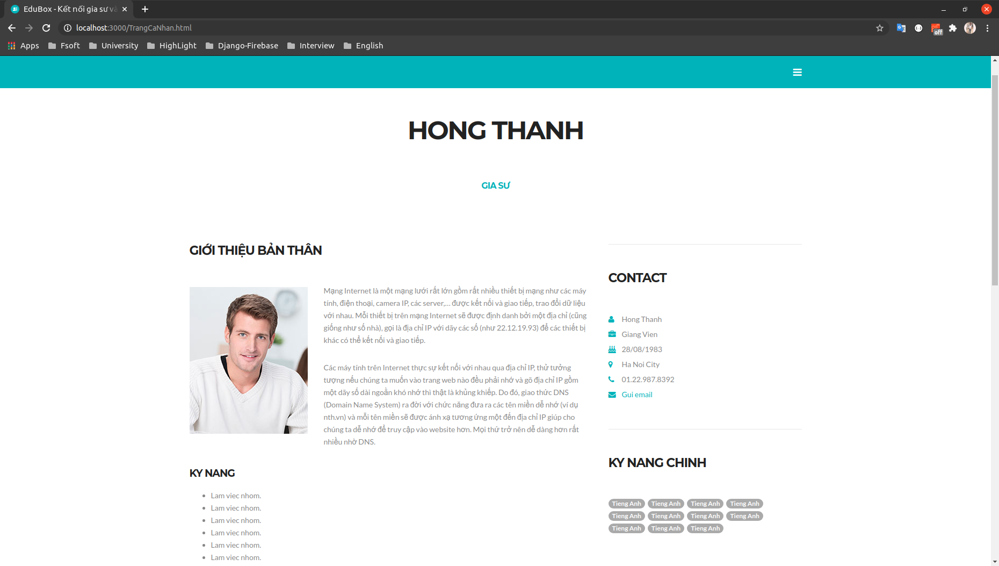 EduBox - Kết nối gia sư và
localhost:3000/TrangCaNhan.html
off
Apps
Fsoft
University
HighLight
Django-Firebase
Interview
English
HONG THANH
GIA SƯ
GIỚI THIỆU BẢN THÂN
Mạng Internet là một mạng lưới rất lớn gồm rất nhiều thiết bị mạng như các máy
tính, điện thoại, camera IP, các server,... được kết nối và giao tiếp, trao đổi dữ liệu
với nhau. Mỗi thiết bị trên mạng Internet sẽ được định danh bởi một địa chỉ (cũng
giống như số nhà), gọi là địa chỉ IP với dãy các số (như 22.12.19.93) để các thiết bị
khác có thể kết nối và giao tiếp.
Các máy tính trên Internet thực sự kết nối với nhau qua địa chỉ IP, thử tưởng
tượng nếu chúng ta muốn vào trang web nào đều phải nhớ và gõ địa chỉ IP gồm
một dãy số dài ngoằn khó nhớ thì thật là khủng khiếp. Do đó, giao thức DNS
(Domain Name System) ra đời với chức năng đưa ra các tên miền dễ nhớ (ví dụ
nth.vn) và mỗi tên miền sẽ được ánh xạ tương ứng một đến địa chỉ IP giúp cho
chúng ta dễ nhớ để truy cập vào website hơn. Mọi thứ trở nên dễ dàng hơn rất
nhiều nhờ DNS.
KY NANG
Lam viec nhom.
Lam viec nhom.
Lam viec nhom.
Lam viec nhom.
Lam viec nhom.
Lam viec nhom.
CONTACT
Hong Thanh
Giang Vien
28/08/1983
Ha Noi City
01.22.987.8392
Gui email
KY NANG CHINH
Tieng Anh Tieng Anh Tieng Anh Tieng Anh
Tieng Anh Tieng Anh Tieng Anh Tieng Anh
Tieng Anh Tieng Anh Tieng Anh